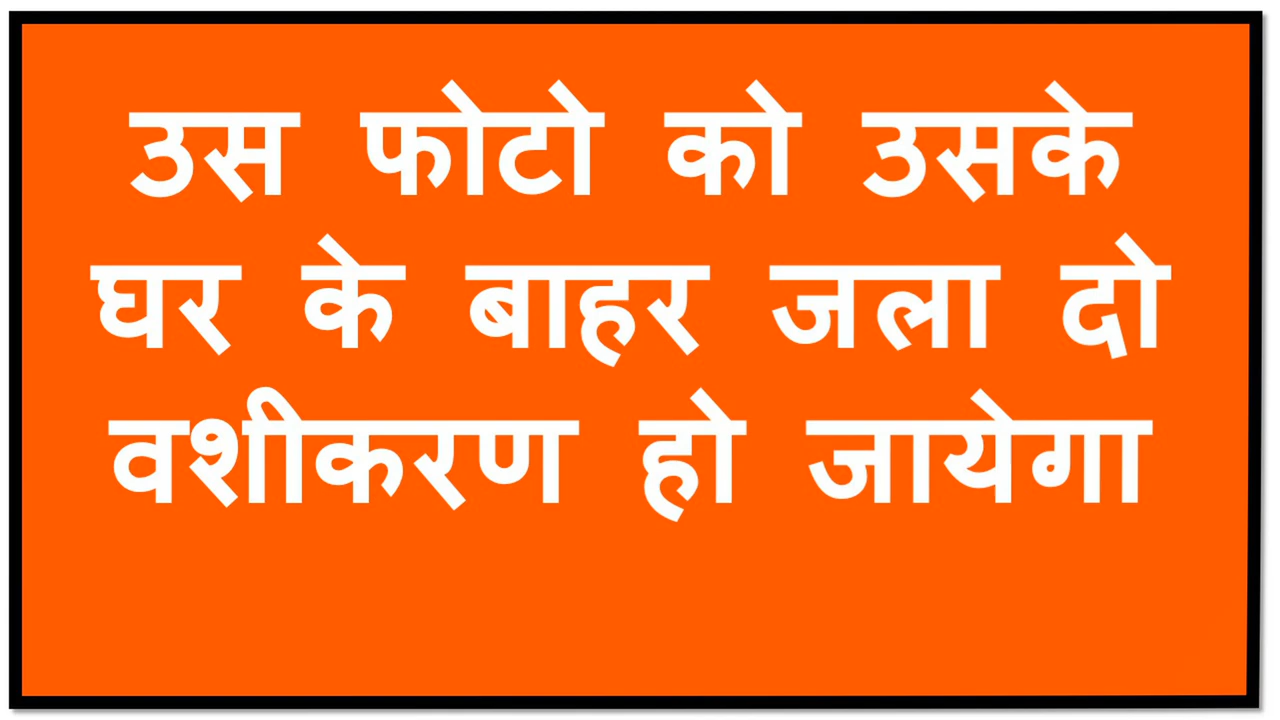 उस फोटो को उसके
घर के बाहर जला दो
वशीकरण हो जायेगा